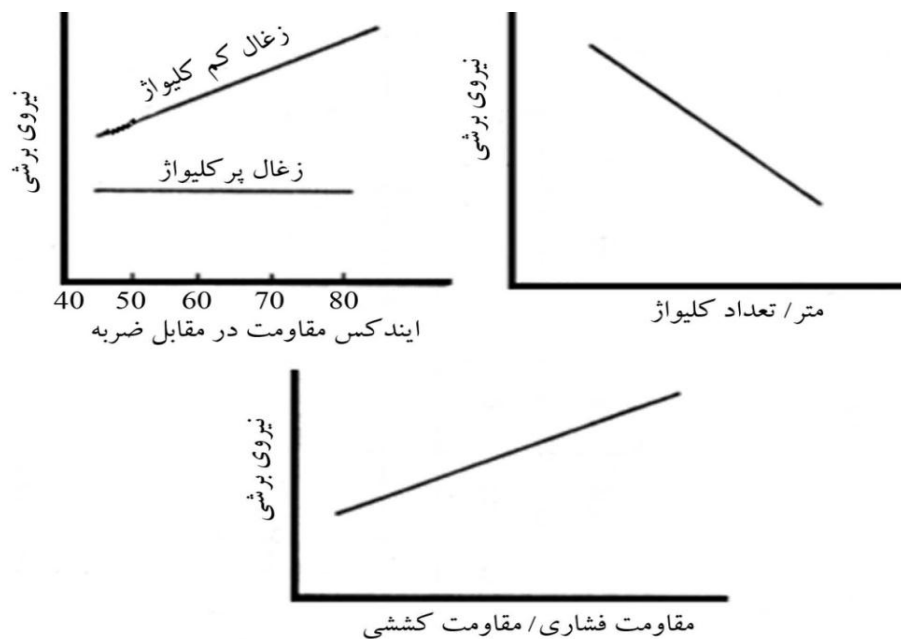 نیروی برشی
زغال کم کلیواژ
زغال پرکلیواژ
40 50 60 70 80
ایندکس مقاومت در مقابل ضربه
نیروی برشی
متر / تعداد کلیواژ
نیروی برشی
مقاومت فشاری / مقاومت کششی